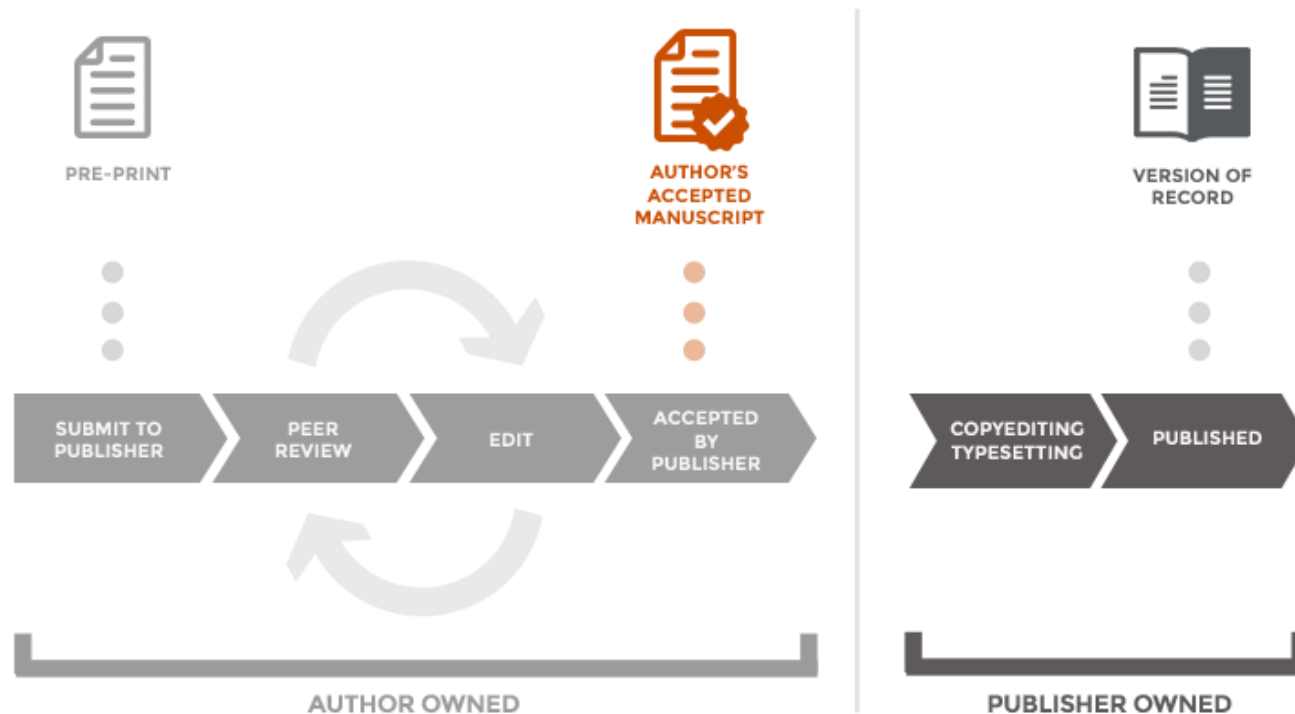 PRE-PRINT
AUTHOR'S
ACCEPTED
MANUSCRIPT
VERSION OF
RECORD
SUBMIT TO
PUBLISHER
PEER
REVIEW
EDIT
ACCEPTED
BY
PUBLISHER
COPYEDITING
TYPESETTING
PUBLISHED
AUTHOR OWNED
PUBLISHER OWNED